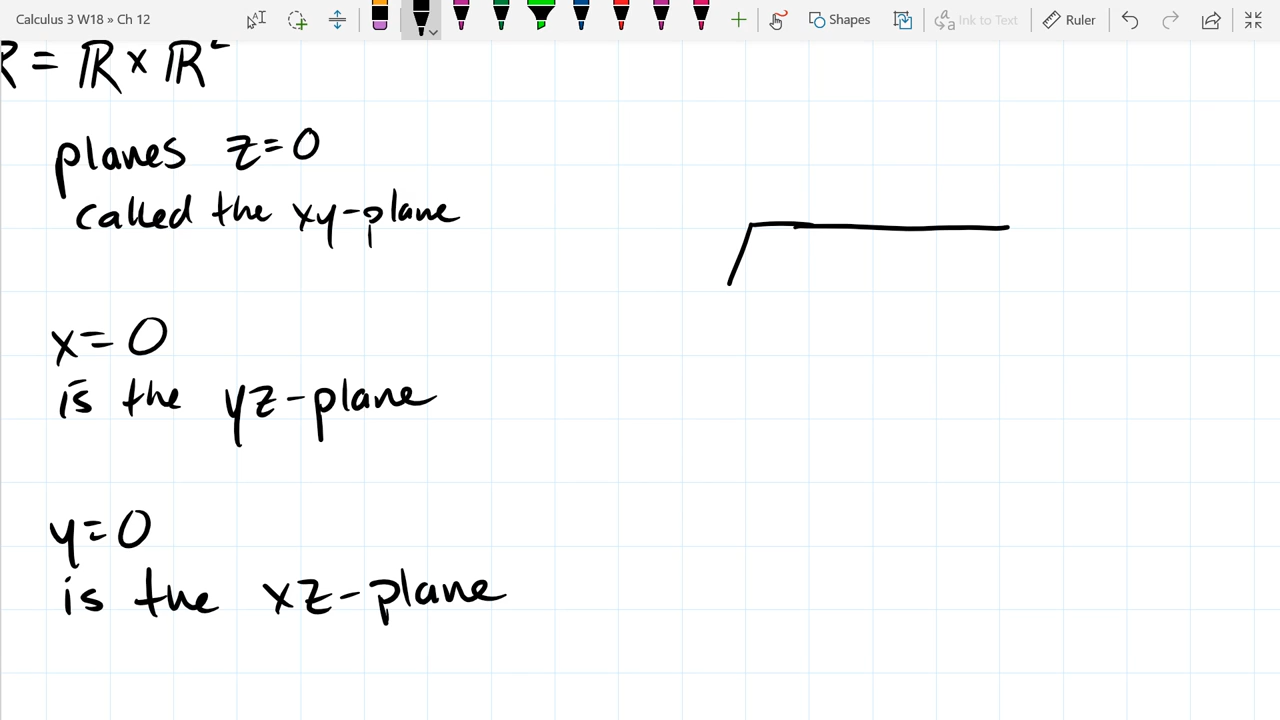 Calculus 3 W18 » Ch 12
Shapes
Ink to Text
Ruler
ℝ = ℝ × ℝ²
planes z=0
called the xy-plane
x=0
is the yz-plane
y=0
is the xz-plane